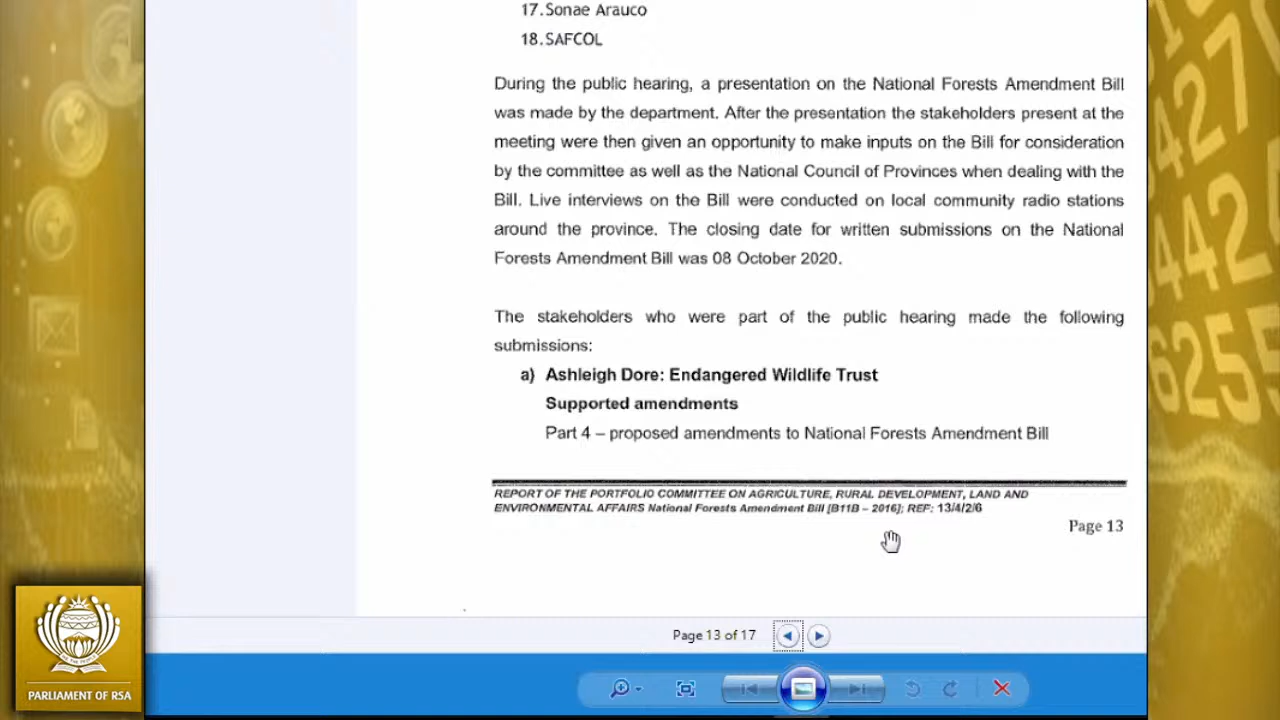 17. Sonae Arauco
18. SAFCOL
During the public hearing, a presentation on the National Forests Amendment Bill
was made by the department. After the presentation the stakeholders present at the
meeting were then given an opportunity to make inputs on the Bill for consideration
by the committee as well as the National Council of Provinces when dealing with the
Bill. Live interviews on the Bill were conducted on local community radio stations
around the province. The closing date for written submissions on the National
Forests Amendment Bill was 08 October 2020.
The stakeholders who were part of the public hearing made the following
submissions:
a) Ashleigh Dore: Endangered Wildlife Trust
Supported amendments
Part 4 – proposed amendments to National Forests Amendment Bill
REPORT OF THE PORTFOLIO COMMITTEE ON AGRICULTURE, RURAL DEVELOPMENT, LAND AND
ENVIRONMENTAL AFFAIRS National Forests Amendment Bill [B11B – 2016]; REF: 13/4/2/6
Page 13
Page 13 of 17
PARLIAMENT OF RSA
6255